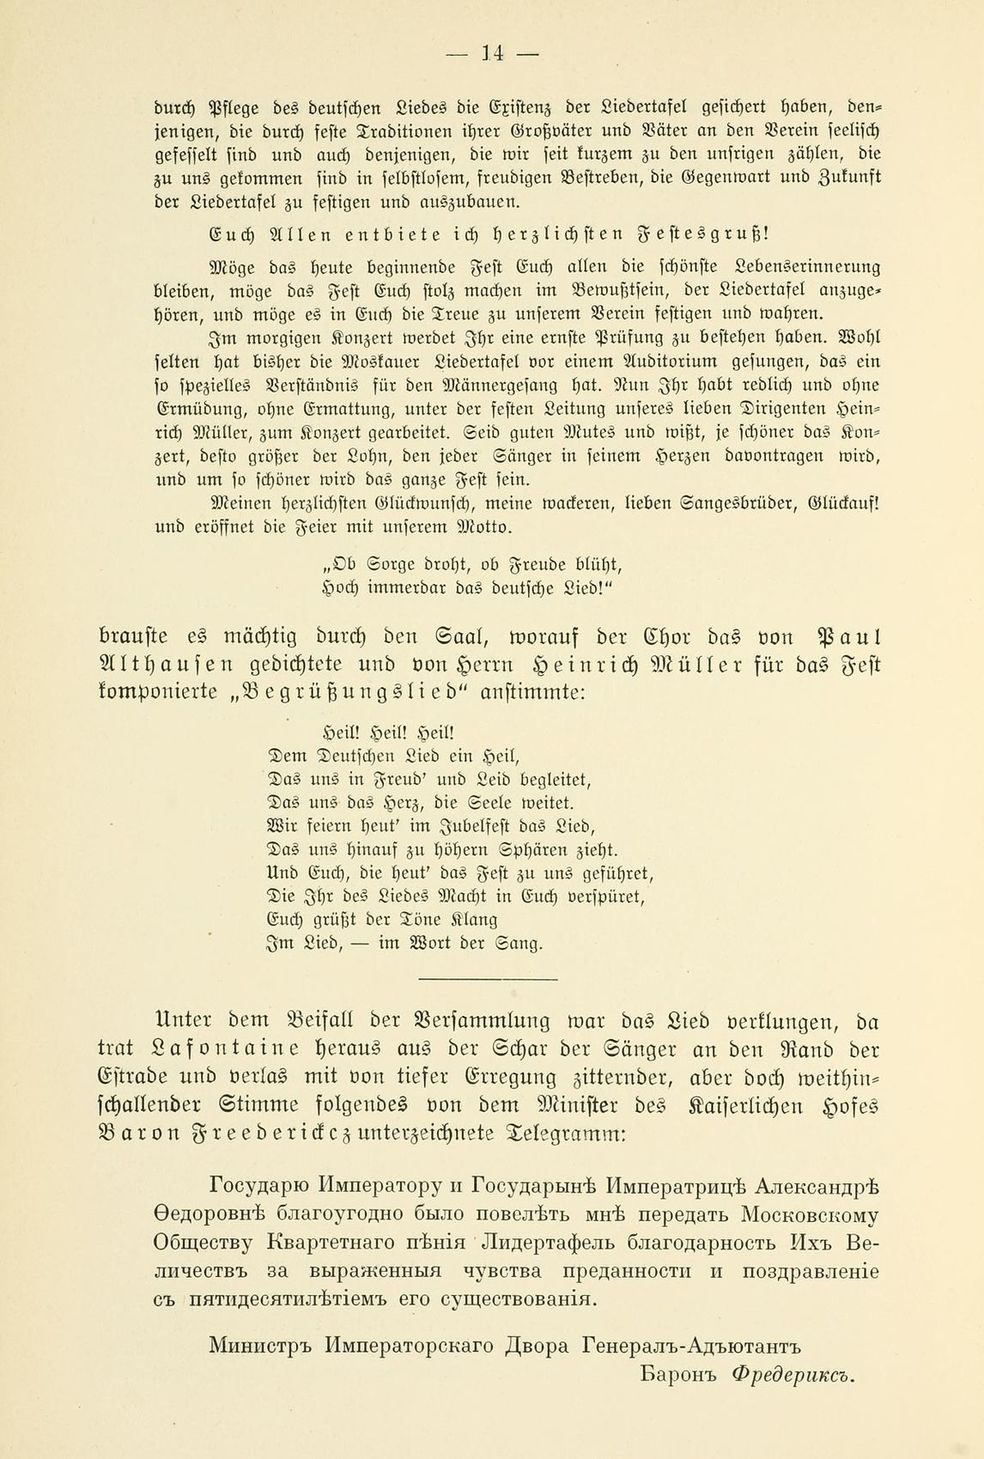 — 14 —
durch Pflege des deutschen Liedes die Existenz der Liedertafel gesichert haben, den-
jenigen, die durch feste Traditionen ihrer Großväter und Väter an den Verein seelisch
gefesselt sind und auch denjenigen, die wir seit kurzem zu den unsrigen zählen, die
zu uns gekommen sind in selbstlosem, freudigen Bestreben, die Gegenwart und Zukunft
der Liedertafel zu festigen und auszubauen.
Euch Allen entbiete ich herzlichsten Festesgruß!
Möge das heute beginnende Fest Euch allen die schönste Lebenserinnerung
bleiben, möge das Fest Euch stolz machen im Bewußtsein, der Liedertafel anzuge-
hören, und möge es in Euch die Treue zu unserem Verein festigen und wahren.
Im morgigen Konzert werdet Ihr eine ernste Prüfung zu bestehen haben. Wohl
selten hat bisher die Moskauer Liedertafel vor einem Auditorium gesungen, das ein
so spezielles Verständnis für den Männergesang hat. Nun Ihr habt redlich und ohne
Ermüdung, ohne Ermattung, unter der festen Leitung unseres lieben Dirigenten Hein-
rich Müller, zum Konzert gearbeitet. Seid guten Mutes und wißt, je schöner das Kon-
zert, desto größer der Lohn, den jeder Sänger in seinem Herzen davontragen wird,
und um so schöner wird das ganze Fest sein.
Meinen herzlichsten Glückwunsch, meine wackeren, lieben Sangesbrüder, Glückauf!
und eröffnet die Feier mit unserem Motto.
„Ob Sorge droht, ob Freude blüht,
Hoch immerdar das deutsche Lied!"
brauste es mächtig durch den Saal, worauf der Chor das von Paul
Althausen gedichtete und von Herrn Heinrich Müller für das Fest
komponierte „Begrüßungslied" anstimmte:
Heil! Heil! Heil!
Dem Deutschen Lied ein Heil,
Das uns in Freud' und Leid begleitet,
Das uns das Herz, die Seele weitet.
Wir feiern heut' im Jubelfest das Lied,
Das uns hinauf zu höhern Sphären zieht.
Und Euch, die heut' das Fest zu uns geführet,
Die Ihr des Liedes Macht in Euch verspüret,
Euch grüßt der Töne Klang
Im Lied, — im Wort der Sang.
Unter dem Beifall der Versammlung war das Lied verklungen, da
trat Lafontaine heraus aus der Schar der Sänger an den Rand der
Estrade und verlas mit von tiefer Erregung zitternder, aber doch weithin-
schallender Stimme folgendes von dem Minister des Kaiserlichen Hofes
Baron Freedericksz unterzeichnete Telegramm:
Государю Императору и Государынѣ Императрицѣ Александрѣ
Ѳедоровнѣ благоугодно было повелѣть мнѣ передать Московскому
Обществу Квартетнаго пѣнія Лидертафель благодарность Ихъ Ве-
личествъ за выраженныя чувства преданности и поздравленіе
съ пятидесятилѣтіемъ его существованія.
Министръ Императорскаго Двора Генералъ-Адъютантъ
Баронъ Фредериксъ.